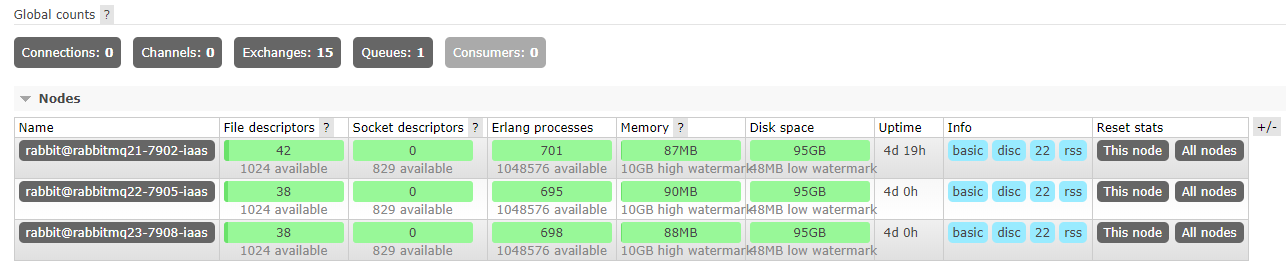 Global counts ?
Connections: 0 Channels: 0 Exchanges: 15 Queues: 1 Consumers: 0
Nodes
Name File descriptors ? Socket descriptors ? Erlang processes Memory ? Disk space Uptime Info Reset stats +/-
rabbit@rabbitmq21-7902-iaas 42 0 701 87MB 95GB 4d 19h basic disc 22 rss This node All nodes
1024 available 829 available 1048576 available 10GB high watermark 48MB low watermark
rabbit@rabbitmq22-7905-iaas 38 0 695 90MB 95GB 4d 0h basic disc 22 rss This node All nodes
1024 available 829 available 1048576 available 10GB high watermark 48MB low watermark
rabbit@rabbitmq23-7908-iaas 38 0 698 88MB 95GB 4d 0h basic disc 22 rss This node All nodes
1024 available 829 available 1048576 available 10GB high watermark 48MB low watermark